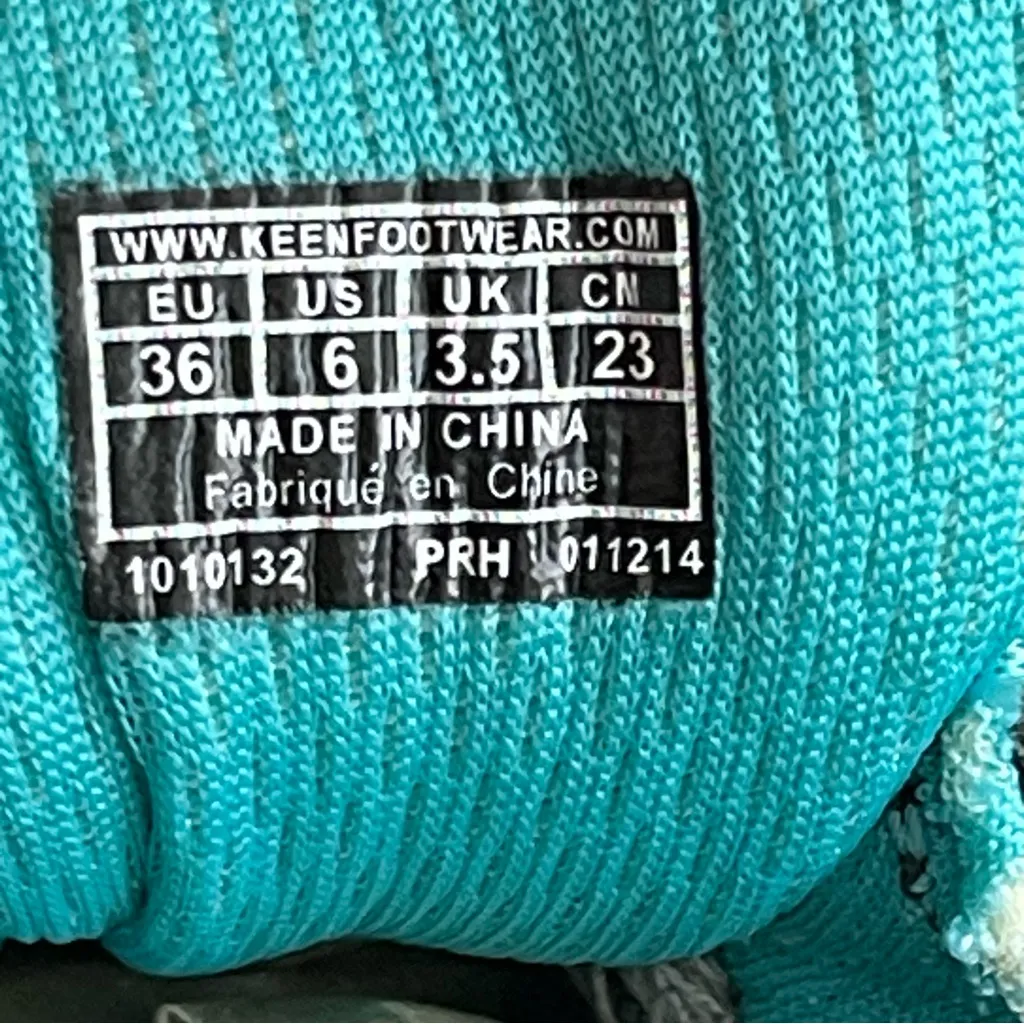 WWW.KEENFOOTWEAR.COM
EU US UK CN
36 6 3.5 23
MADE IN CHINA
Fabriqué en Chine
1010132 PRH 011214